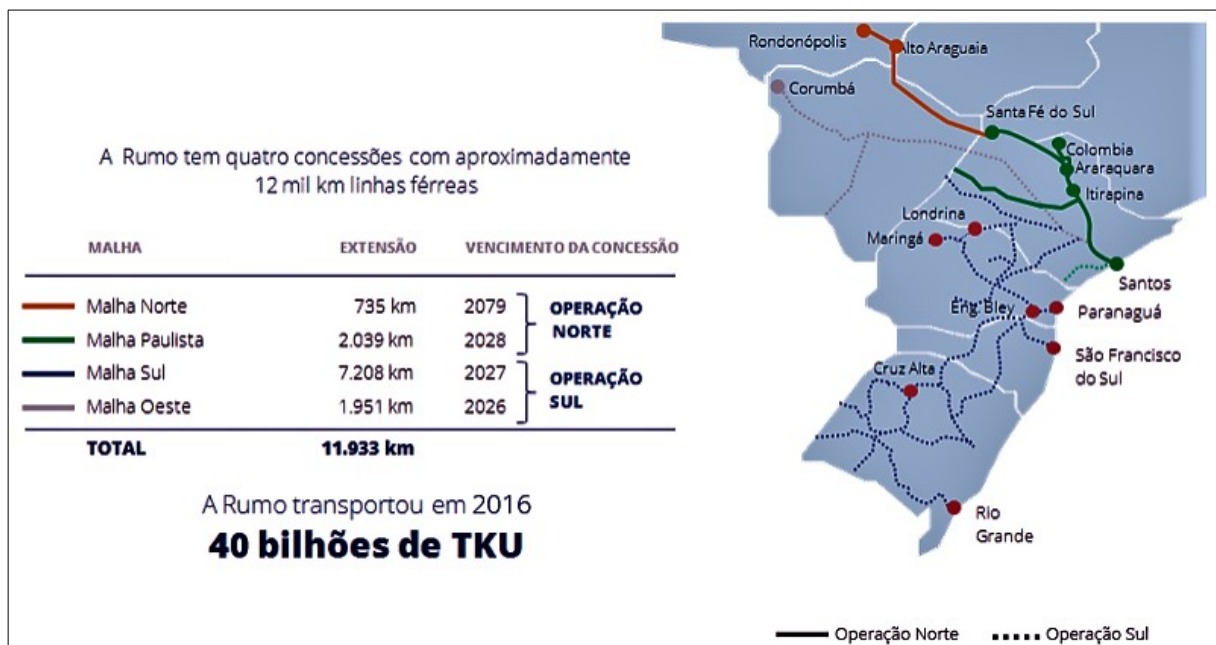 A Rumo tem quatro concessões com aproximadamente
12 mil km linhas férreas
MALHA EXTENSÃO VENCIMENTO DA CONCESSÃO
Malha Norte 735 km 2079
Malha Paulista 2.039 km 2028
OPERAÇÃO
NORTE
Malha Sul 7.208 km 2027
Malha Oeste 1.951 km 2026
OPERAÇÃO
SUL
TOTAL 11.933 km
A Rumo transportou em 2016
40 bilhões de TKU
Rondonópolis
Alto Araguaia
Corumbá
Santa Fé do Sul
Colombia
Araraquara
Itirapina
Londrina
Maringá
Santos
Eng. Bley
Paranaguá
São Francisco
do Sul
Cruz Alta
Rio
Grande
Operação Norte Operação Sul